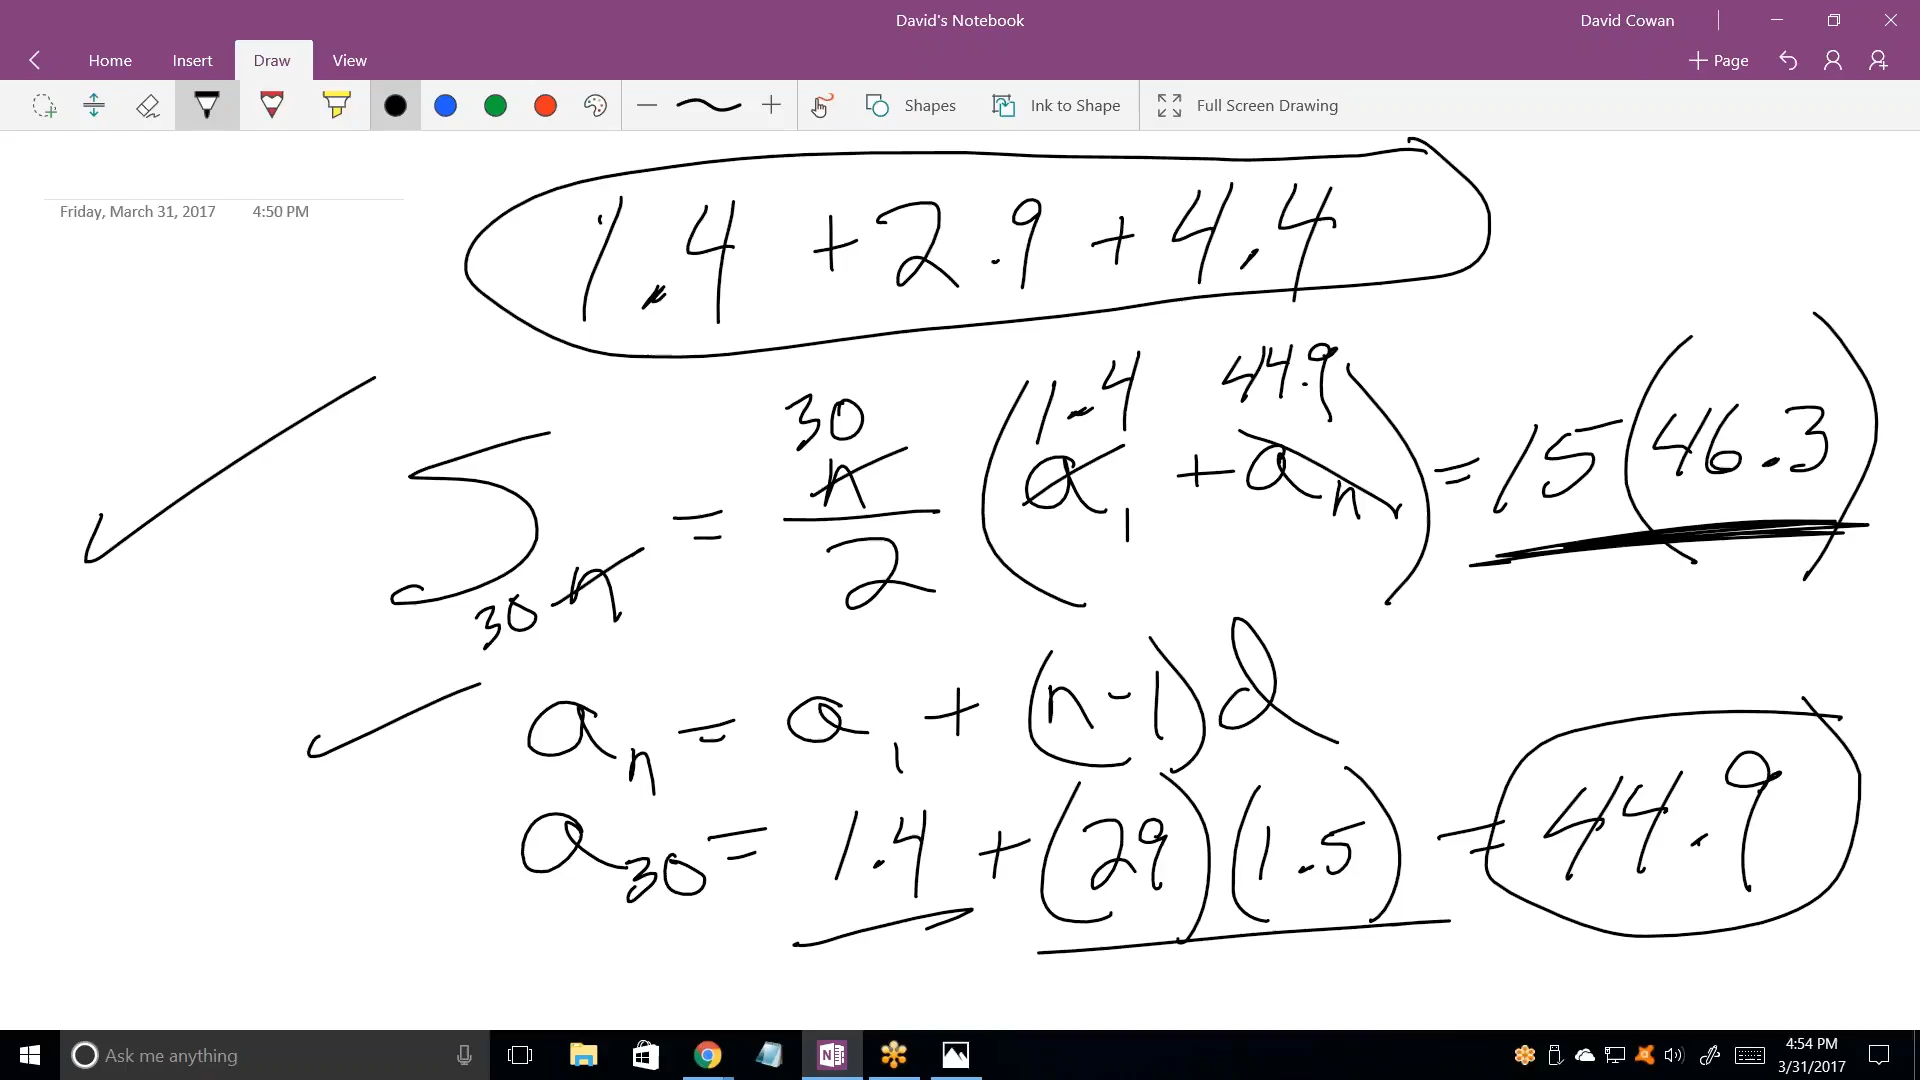 David's Notebook
David Cowan
Home Insert Draw View
Page
Shapes Ink to Shape Full Screen Drawing
Friday, March 31, 2017 4:50 PM
1.4 + 2.9 + 4.4
30 1.4 44.9
S n = n/2 (a1 + an) = 15(46.3)
30
an = a1 + (n-1)d
a30 = 1.4 + (29)(1.5) = 44.9
Ask me anything
4:54 PM
3/31/2017